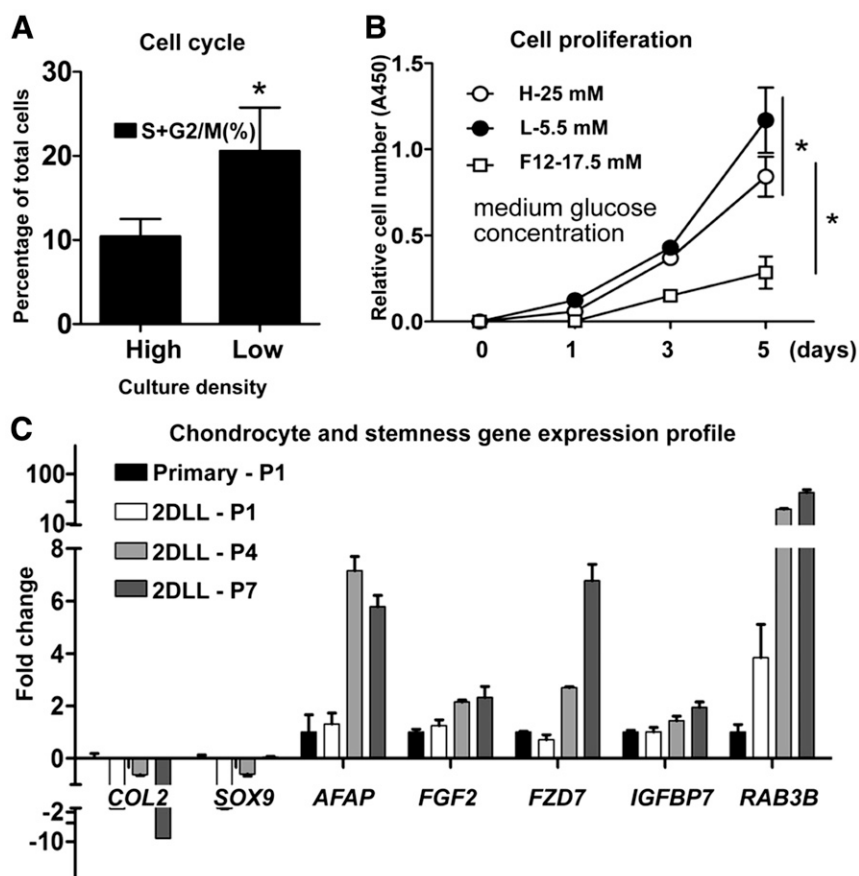 A
Cell cycle
Percentage of total cells
30
20
10
0
S+G2/M(%)
*
High Low
Culture density
B
Cell proliferation
Relative cell number (A450)
1.5
1.0
0.5
0.0
H-25 mM
L-5.5 mM
F12-17.5 mM
medium glucose
concentration
*
*
0 1 3 5 (days)
C
Chondrocyte and stemness gene expression profile
Fold change
100
10
8
6
4
2
0
-2
-10
Primary - P1
2DLL - P1
2DLL - P4
2DLL - P7
COL2 SOX9 AFAP FGF2 FZD7 IGFBP7 RAB3B